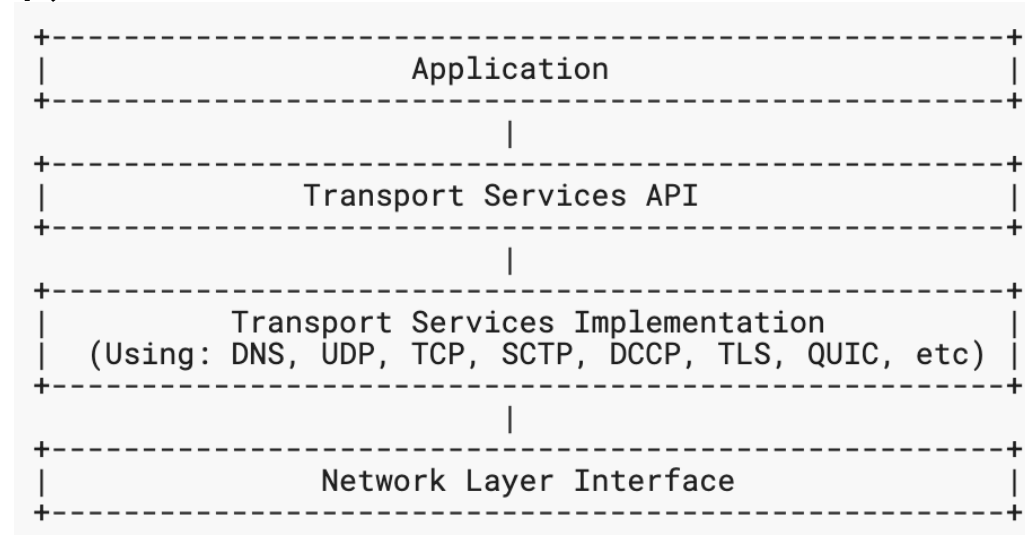 Application
Transport Services API
Transport Services Implementation
(Using: DNS, UDP, TCP, SCTP, DCCP, TLS, QUIC, etc)
Network Layer Interface